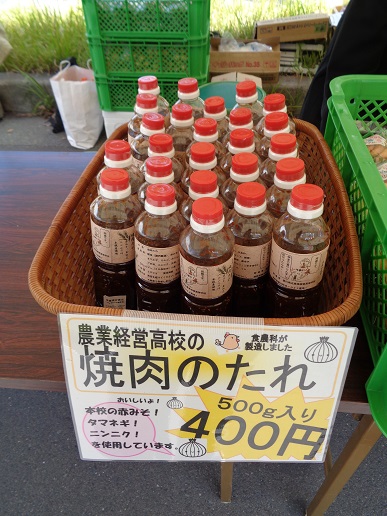 農業経営高校の
食農科が
製造しました
焼肉のたれ
おいしいよ!
本校の赤みそ!
タマネギ!
ニンニク!
を使用しています
500g入り
400円